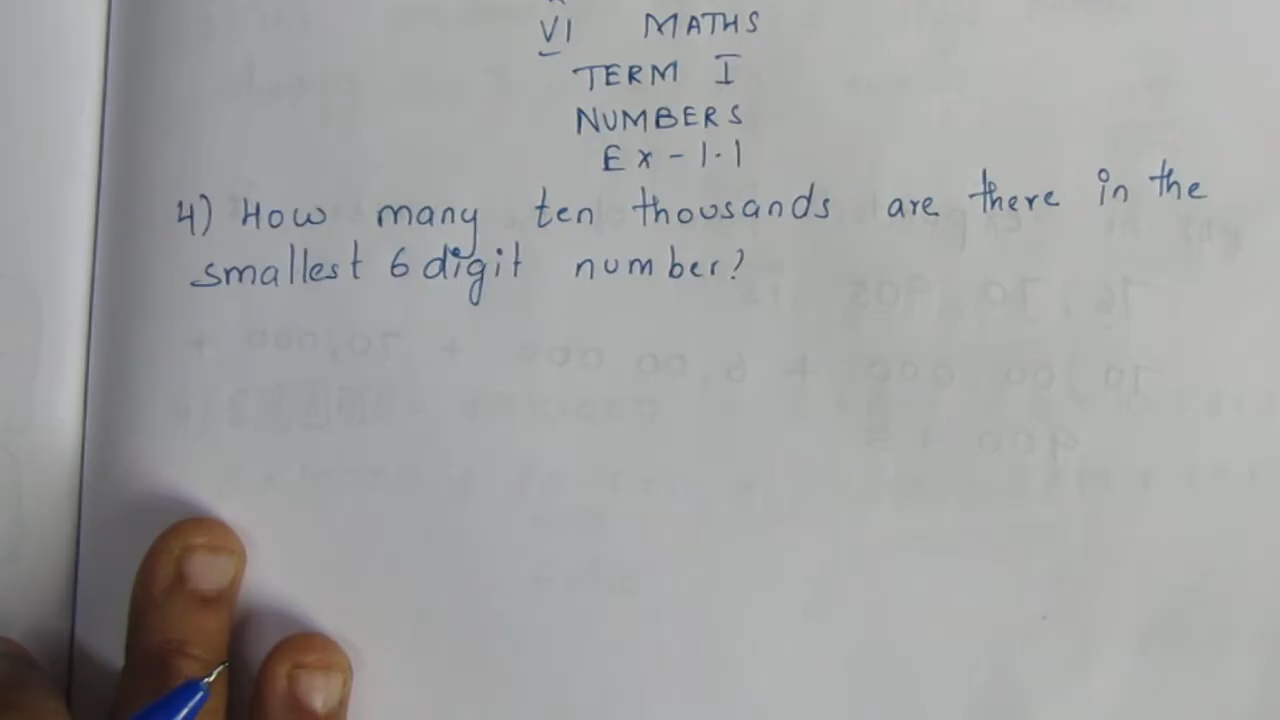 VI MATHS
TERM I
NUMBERS
Ex - 1.1
4) How many ten thousands are there in the
smallest 6 digit number?